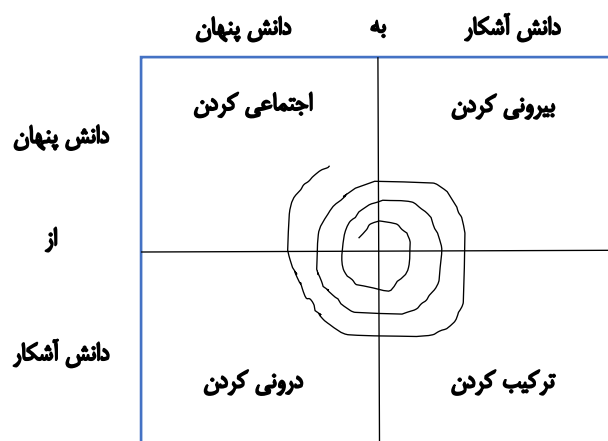 دانش آشکار به دانش پنهان
بیرونی کردن اجتماعی کردن
دانش پنهان
از
دانش آشکار
ترکیب کردن درونی کردن